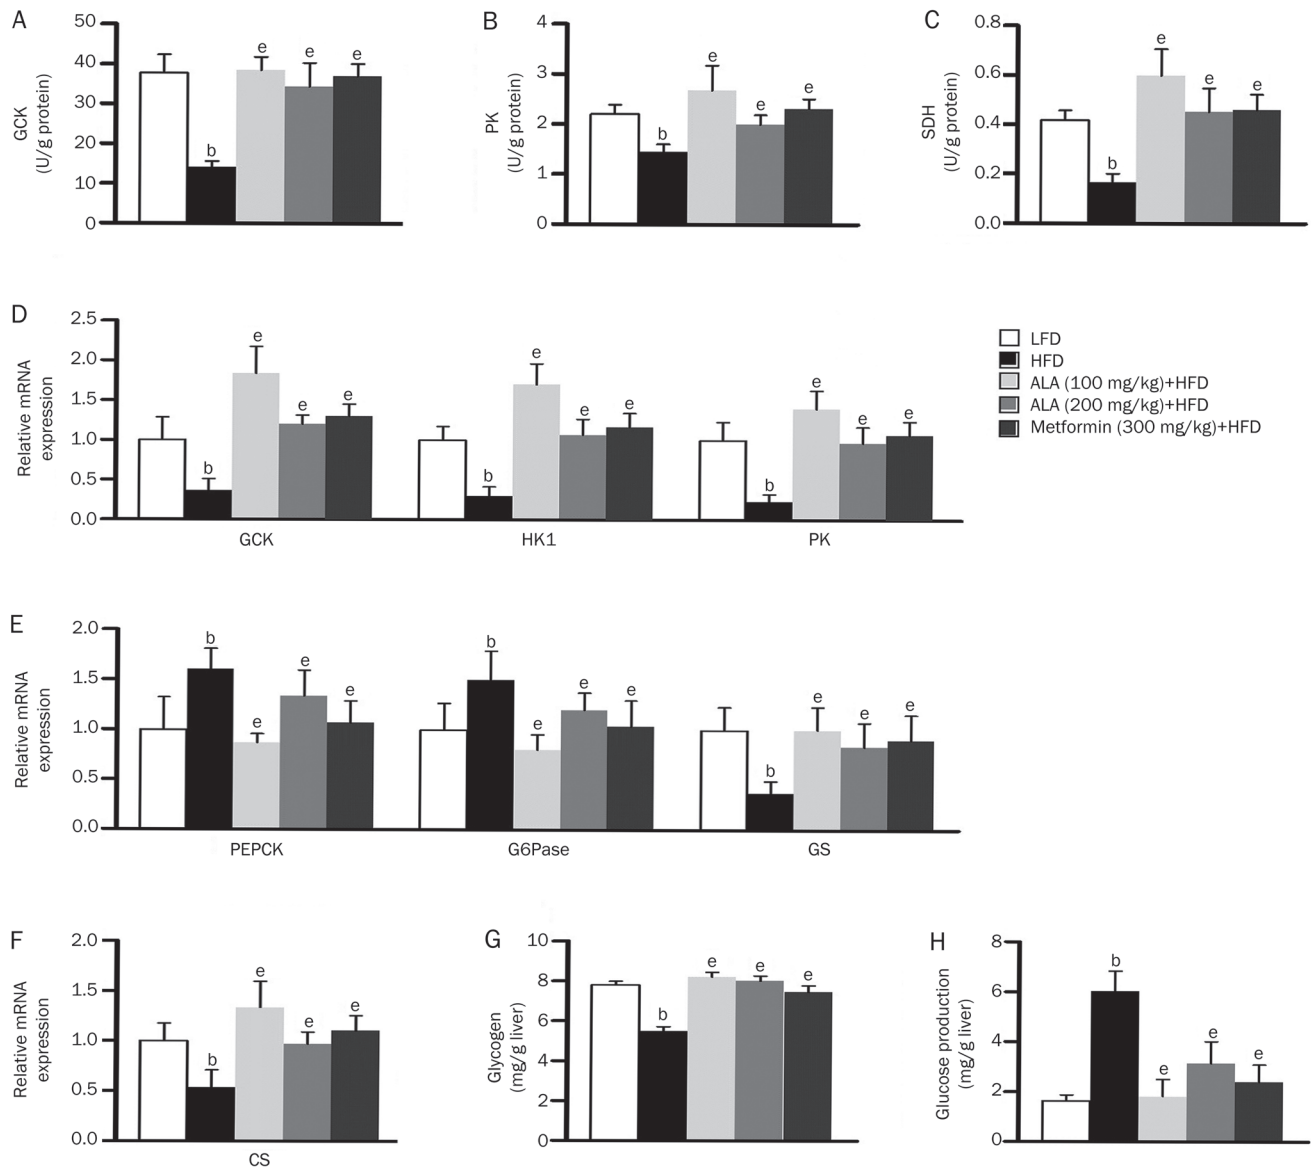 A
GCK
(U/g protein)
50
40
30
20
10
0
b
e
e
e
B
PK
(U/g protein)
4
3
2
1
0
b
e
e
e
C
SDH
(U/g protein)
0.8
0.6
0.4
0.2
0.0
b
e
e
e
D
Relative mRNA
expression
2.5
2.0
1.5
1.0
0.5
0.0
b
e
e
e
b
e
e
e
b
e
e
e
GCK
HK1
PK
LFD
HFD
ALA (100 mg/kg)+HFD
ALA (200 mg/kg)+HFD
Metformin (300 mg/kg)+HFD
E
Relative mRNA
expression
2.0
1.5
1.0
0.5
0.0
b
e
e
e
b
e
e
e
b
e
e
e
PEPCK
G6Pase
GS
F
Relative mRNA
expression
2.0
1.5
1.0
0.5
0.0
b
e
e
e
CS
G
Glycogen
(mg/g liver)
10
8
6
4
2
0
b
e
e
e
H
Glucose production
(mg/g liver)
8
6
4
2
0
b
e
e
e